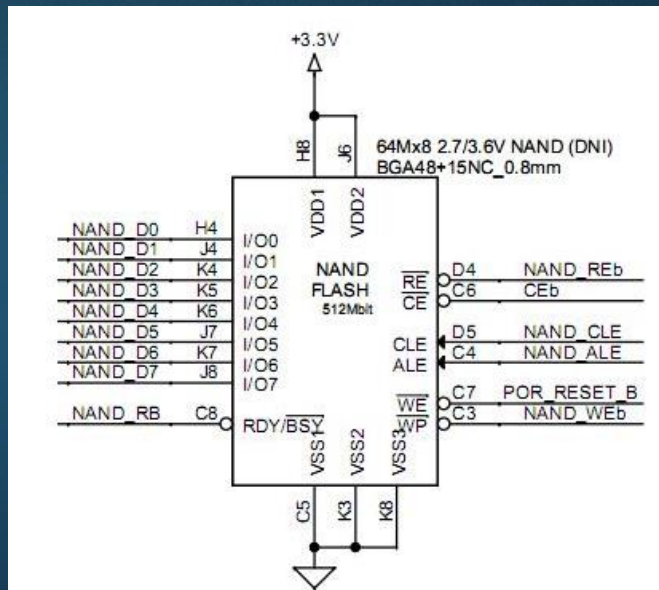 +3.3V
64Mx8 2.7/3.6V NAND (DNI)
BGA48+15NC_0.8mm
H8 J6
VDD1 VDD2
NAND
FLASH
512Mbit
NAND_D0 H4 I/O0
NAND_D1 J4 I/O1
NAND_D2 K4 I/O2
NAND_D3 K5 I/O3
NAND_D4 K6 I/O4
NAND_D5 J7 I/O5
NAND_D6 K7 I/O6
NAND_D7 J8 I/O7
NAND_RB C8 RDY/BSY
RE D4 NAND_REb
CE C6 CEb
CLE D5 NAND_CLE
ALE C4 NAND_ALE
WE C7 POR_RESET_B
WP C3 NAND_WEb
VSS1 VSS2 VSS3
C5 K3 K8